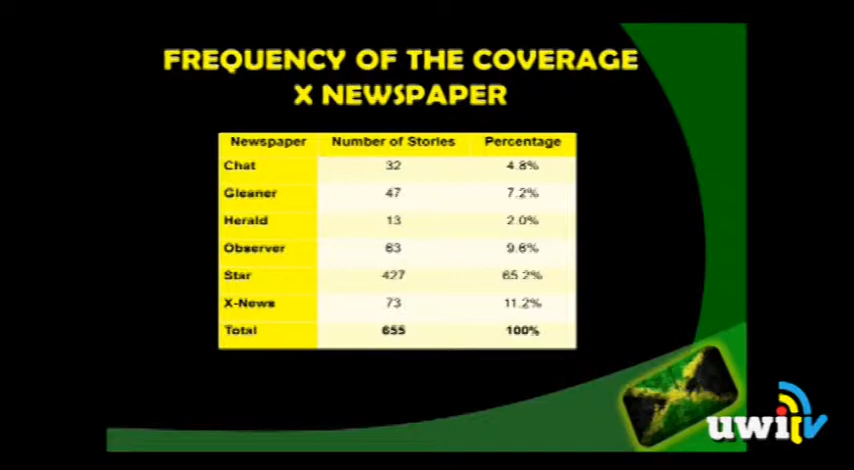 FREQUENCY OF THE COVERAGE
X NEWSPAPER
Newspaper Number of Stories Percentage
Chat 32 4.8%
Gleaner 47 7.2%
Herald 13 2.0%
Observer 63 9.6%
Star 427 65.2%
X-News 73 11.2%
Total 655 100%
uwitv